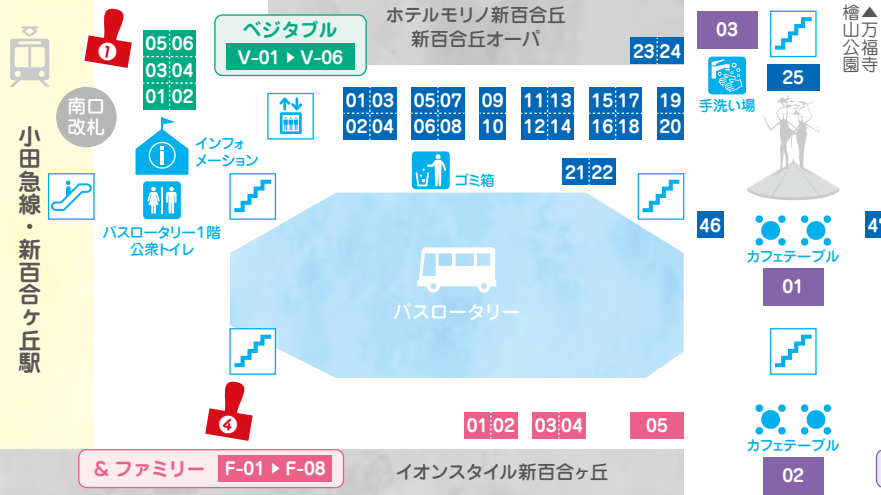 ベジタブル
V-01 ▶ V-06
ホテルモリノ新百合丘
新百合丘オーパ
❶
05 06
03 04
01 02
南口
改札
小田急線・新百合ヶ丘駅
インフォ
メーション
バスロータリー1階
公衆トイレ
01 03
02 04
05 07
06 08
09
10
11 13
12 14
15 17
16 18
19
20
23 24
21 22
ゴミ箱
バスロータリー
03
25
手洗い場
▲万福寺
檜山公園
46
カフェテーブル
01
カフェテーブル
02
❹
01 02
03 04
05
& ファミリー
F-01 ▶ F-08
イオンスタイル新百合ヶ丘